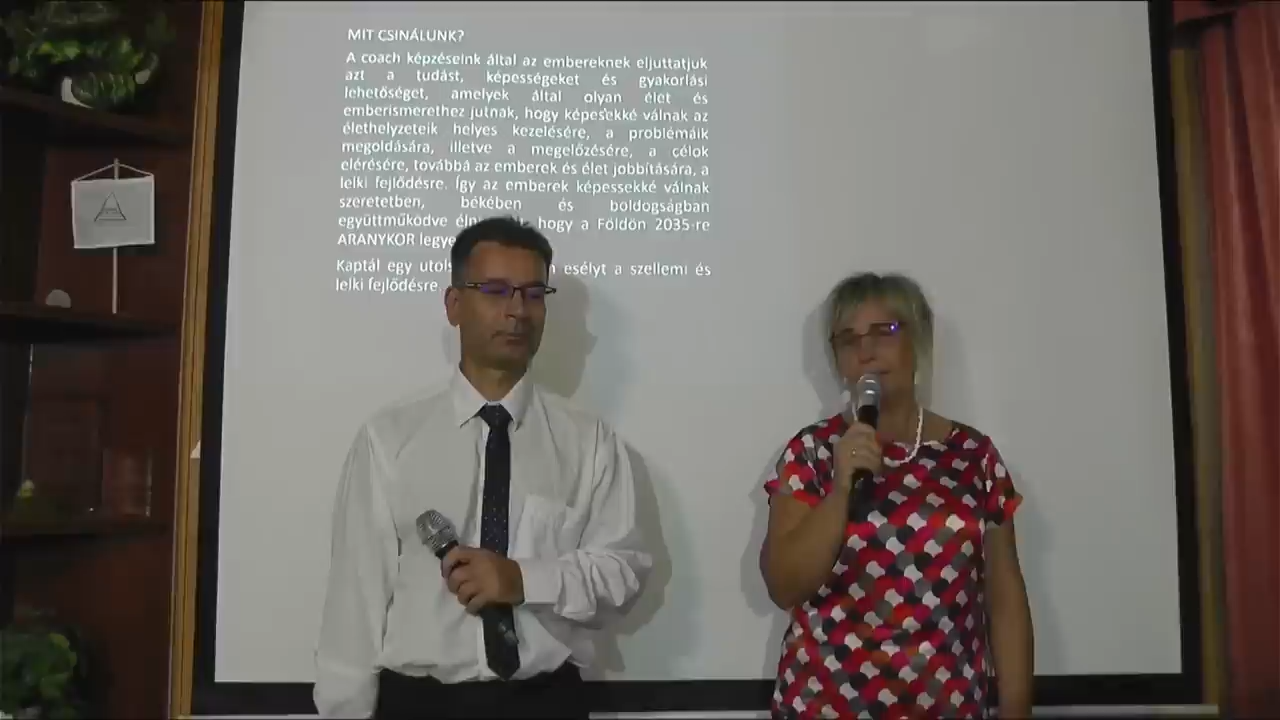 MIT CSINÁLUNK?
A coach képzéseink által az embereknek eljuttatjuk
azt a tudást, képességeket és gyakorlási
lehetőséget, amelyek által olyan élet és
emberismerethez jutnak, hogy képesekké válnak az
élethelyzeteik helyes kezelésére, a problémáik
megoldására, illetve a megelőzésére, a célok
elérésére, továbbá az emberek és élet jobbítására, a
lelki fejlődésre. Így az emberek képessekké válnak
szeretetben, békében és boldogságban
együttműködve hogy a Földön 2035-re
ARANYKOR
Kaptál egy esélyt a szellemi és
lelki fejlődésre.